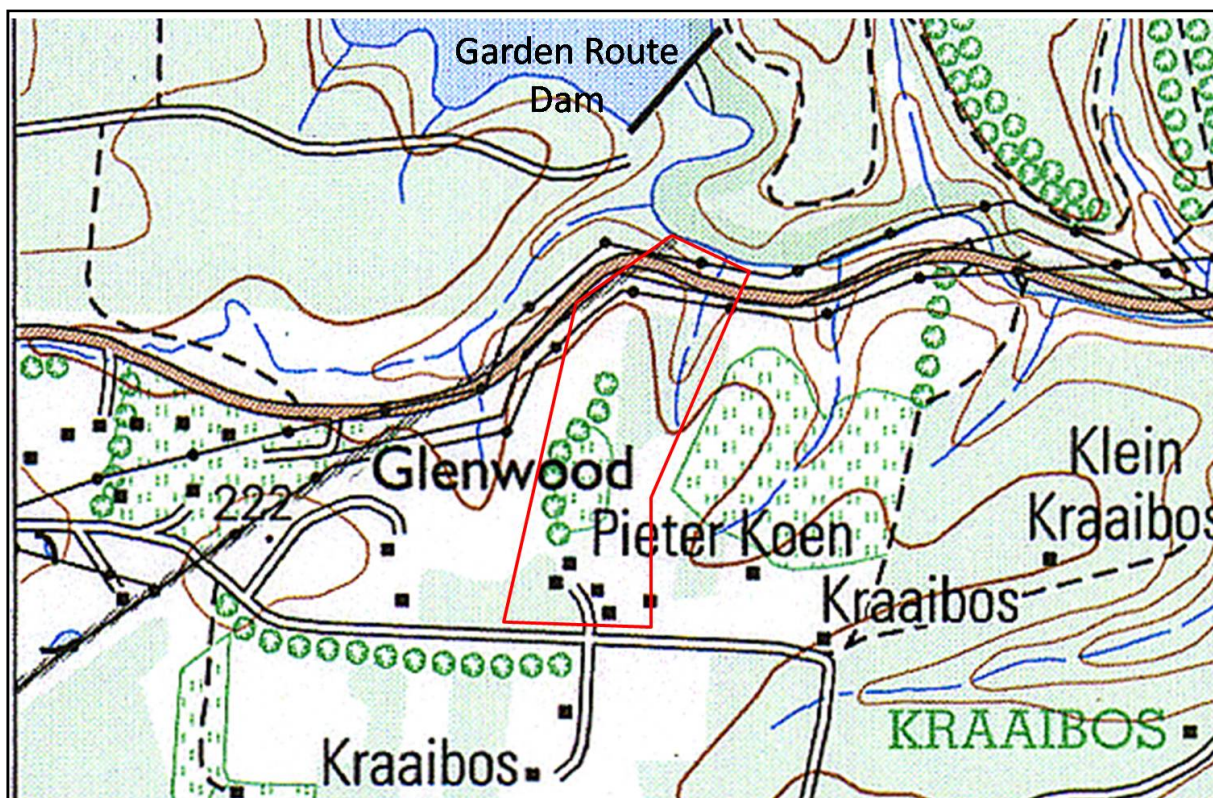 Garden Route
Dam
Glenwood
222
Pieter Koen
Klein
Kraaibos
Kraaibos
KRAAIBOS
Kraaibos